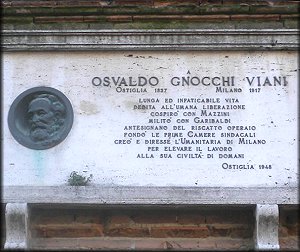 A
OSVALDO GNOCCHI VIANI
OSTIGLIA 1837 MILANO 1917
LUNGA ED INFATICABILE VITA
DEDITA ALL'UMANA LIBERAZIONE
COSPIRÒ CON MAZZINI
MILITÒ CON GARIBALDI
ANTESIGNANO DEL RISCATTO OPERAIO
FONDÒ LE PRIME CAMERE SINDACALI
CREÒ E DIRESSE L'UMANITARIA DI MILANO
PER ELEVARE IL LAVORO
ALLA SUA CIVILTÀ DI DOMANI
OSTIGLIA 1948